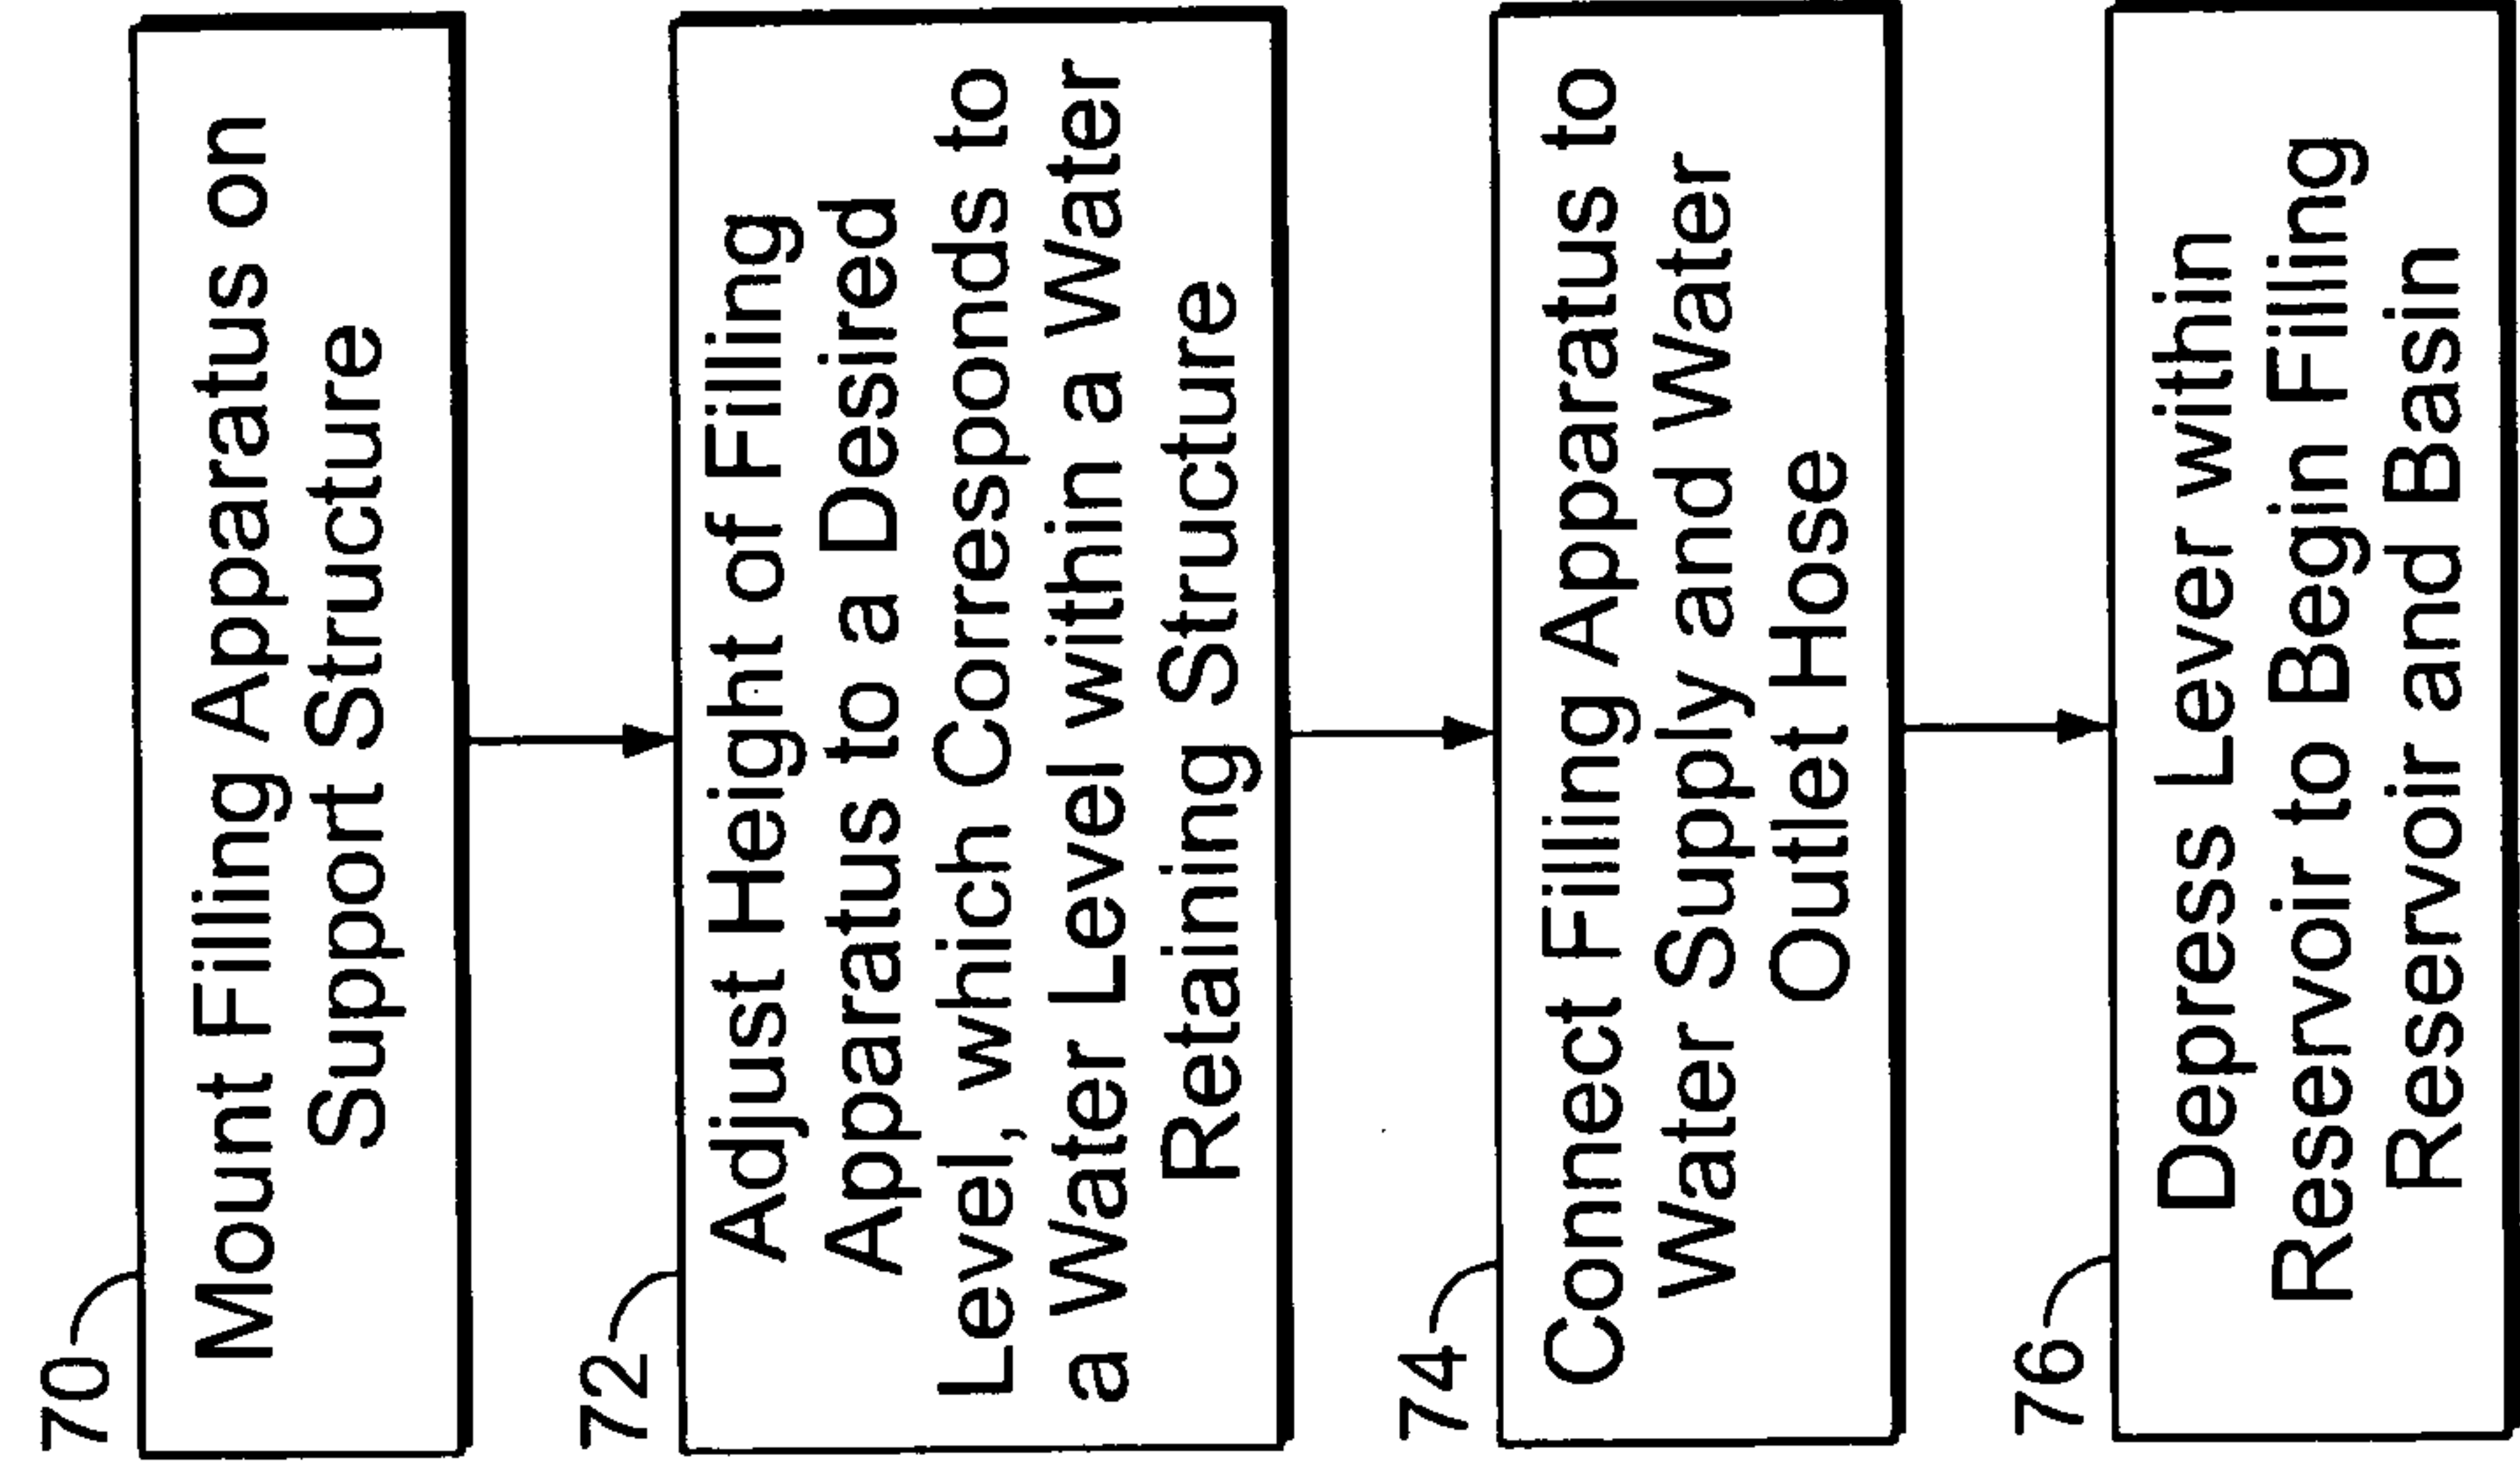 70
Mount Filling Apparatus on
Support Structure
72
Adjust Height of Filling
Apparatus to a Desired
Level, which Corresponds to
a Water Level within a Water
Retaining Structure
74
Connect Filling Apparatus to
Water Supply and Water
Outlet Hose
76
Depress Lever within
Reservoir to Begin Filling
Reservoir and Basin